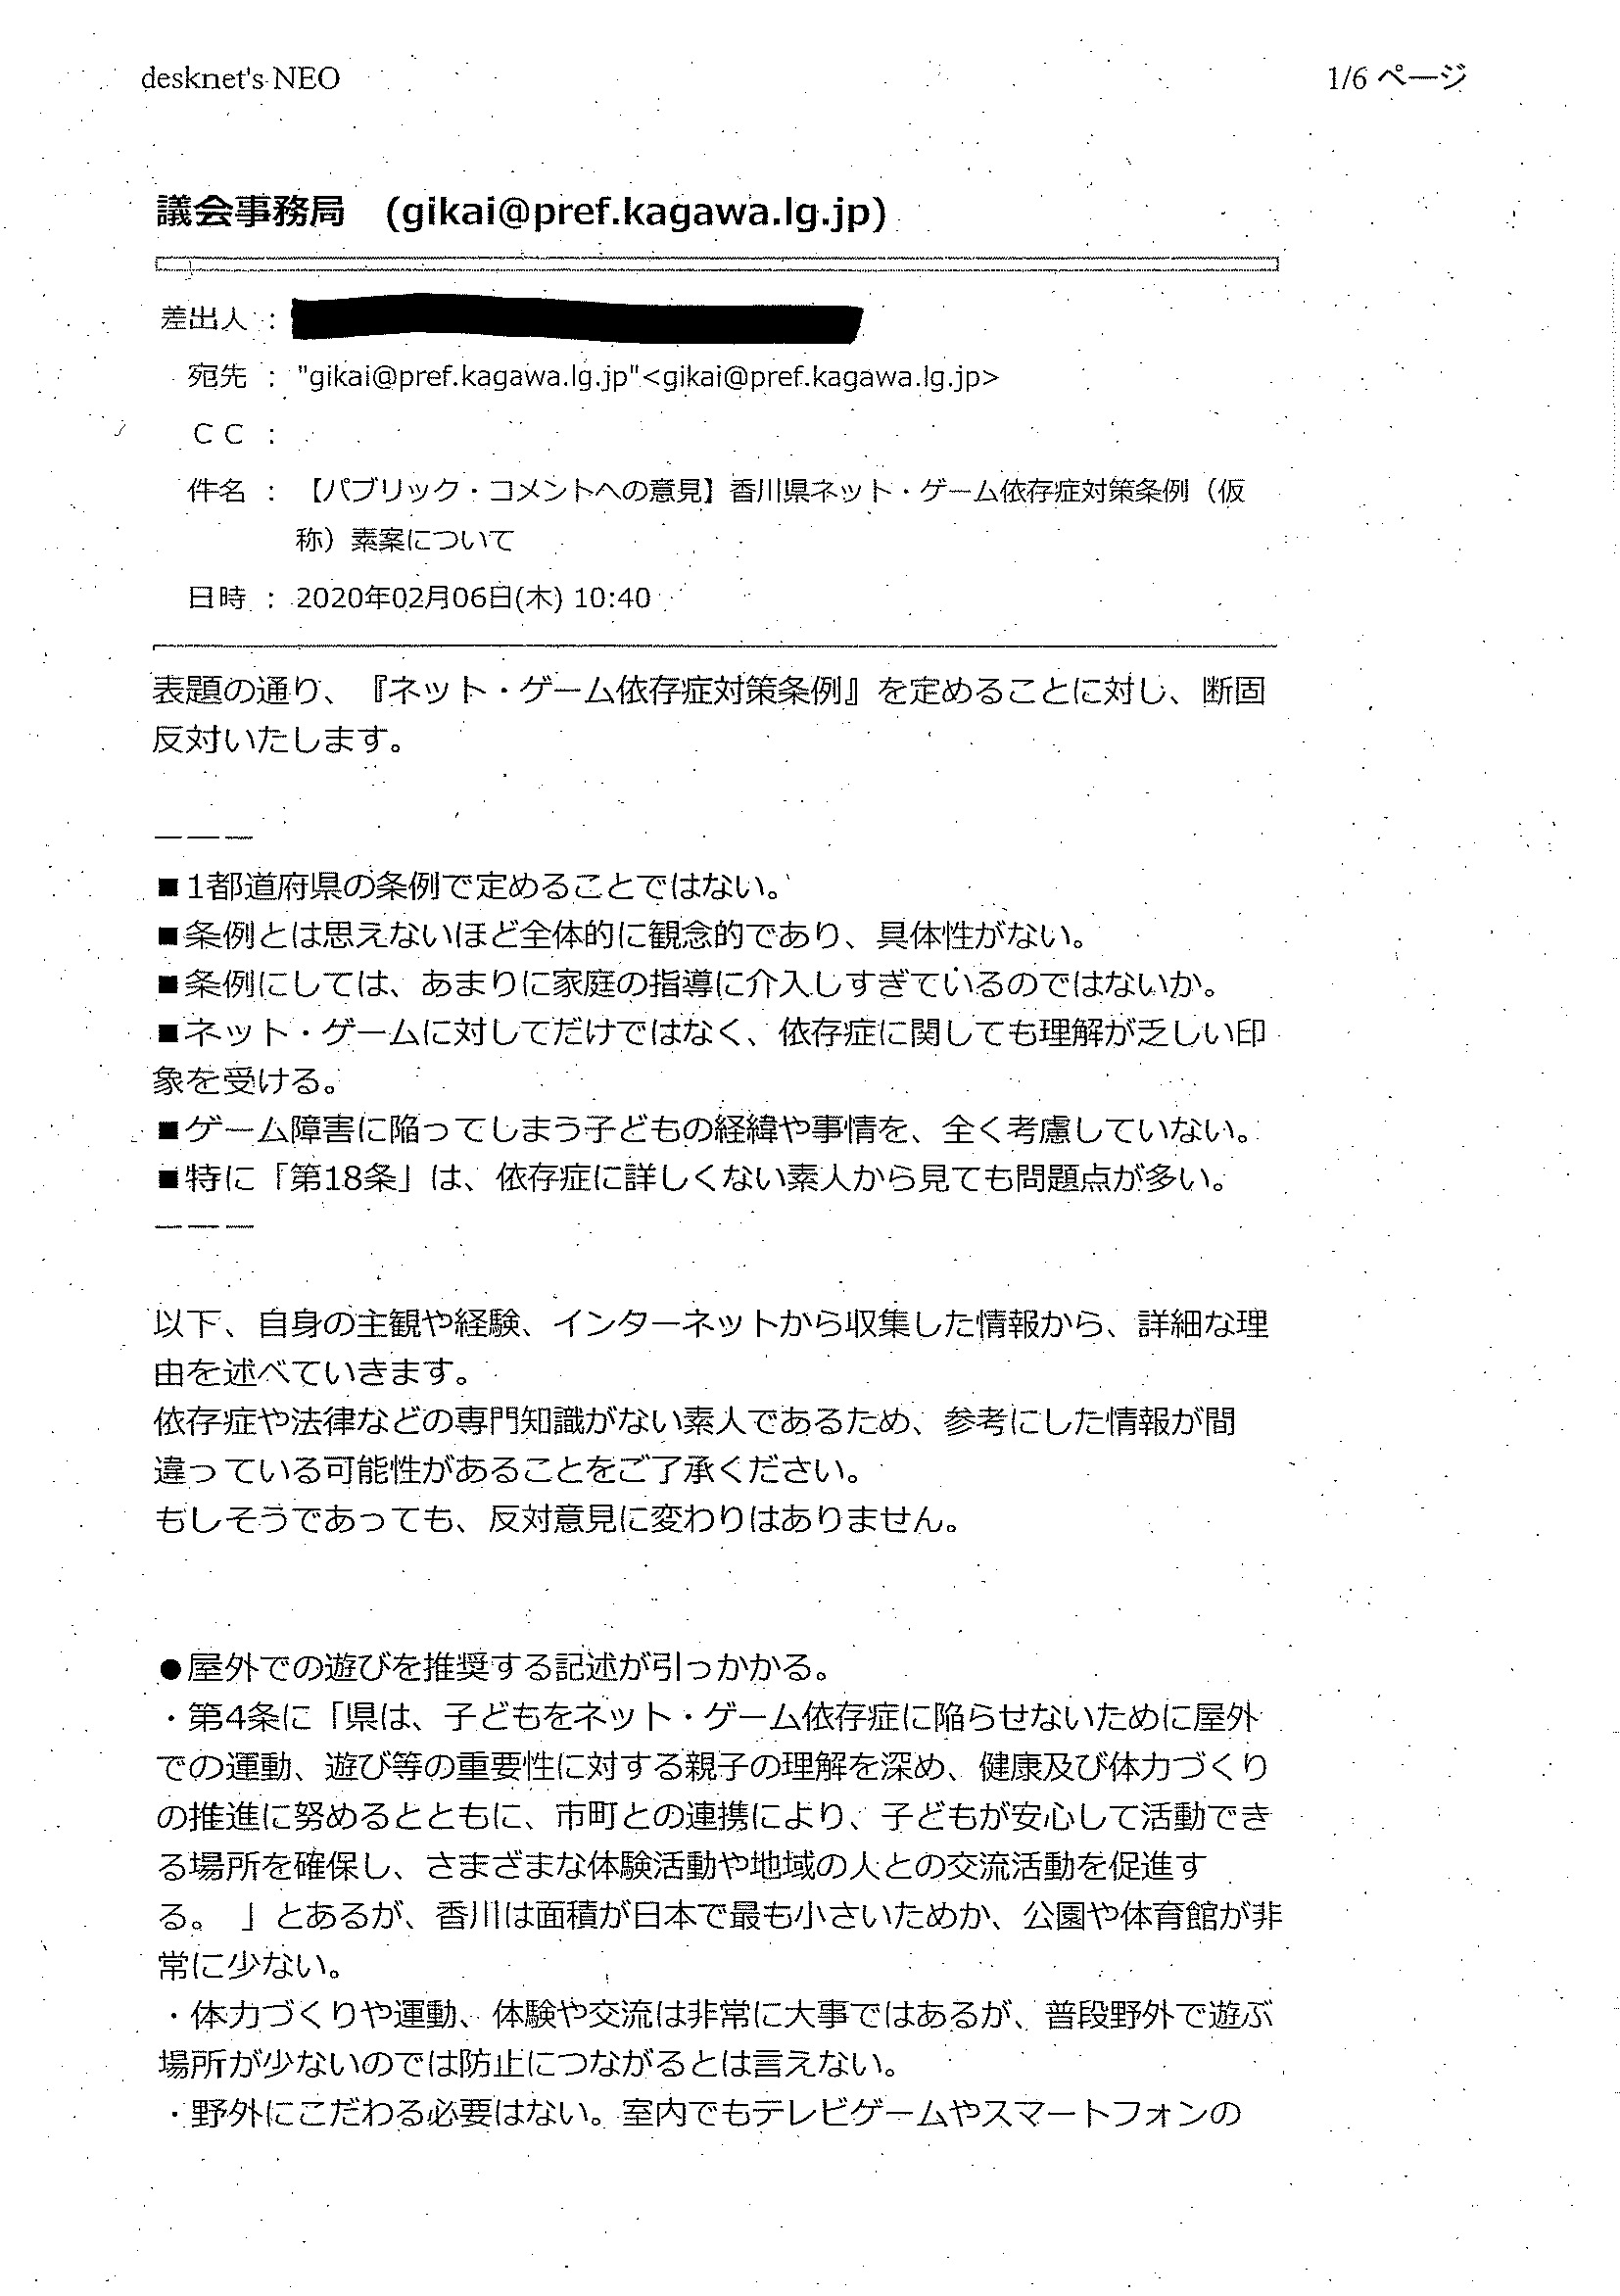 desknet's NEO
1/6 ページ
議会事務局 (gikai@pref.kagawa.lg.jp)
差出人 :
宛先 : "gikai@pref.kagawa.lg.jp"<gikai@pref.kagawa.lg.jp>
ＣＣ :
件名 : 【パブリック・コメントへの意見】香川県ネット・ゲーム依存症対策条例（仮
称）素案について
日時 : 2020年02月06日(木) 10:40
表題の通り、『ネット・ゲーム依存症対策条例』を定めることに対し、断固
反対いたします。
―――
■1都道府県の条例で定めることではない。
■条例とは思えないほど全体的に観念的であり、具体性がない。
■条例にしては、あまりに家庭の指導に介入しすぎているのではないか。
■ネット・ゲームに対してだけではなく、依存症に関しても理解が乏しい印
象を受ける。
■ゲーム障害に陥ってしまう子どもの経緯や事情を、全く考慮していない。
■特に「第18条」は、依存症に詳しくない素人から見ても問題点が多い。
―――
以下、自身の主観や経験、インターネットから収集した情報から、詳細な理
由を述べていきます。
依存症や法律などの専門知識がない素人であるため、参考にした情報が間
違っている可能性があることをご了承ください。
もしそうであっても、反対意見に変わりはありません。
●屋外での遊びを推奨する記述が引っかかる。
・第4条に「県は、子どもをネット・ゲーム依存症に陥らせないために屋外
での運動、遊び等の重要性に対する親子の理解を深め、健康及び体力づくり
の推進に努めるとともに、市町との連携により、子どもが安心して活動でき
る場所を確保し、さまざまな体験活動や地域の人との交流活動を促進す
る。 」とあるが、香川は面積が日本で最も小さいためか、公園や体育館が非
常に少ない。
・体力づくりや運動、体験や交流は非常に大事ではあるが、普段野外で遊ぶ
場所が少ないのでは防止につながるとは言えない。
・野外にこだわる必要はない。室内でもテレビゲームやスマートフォンの